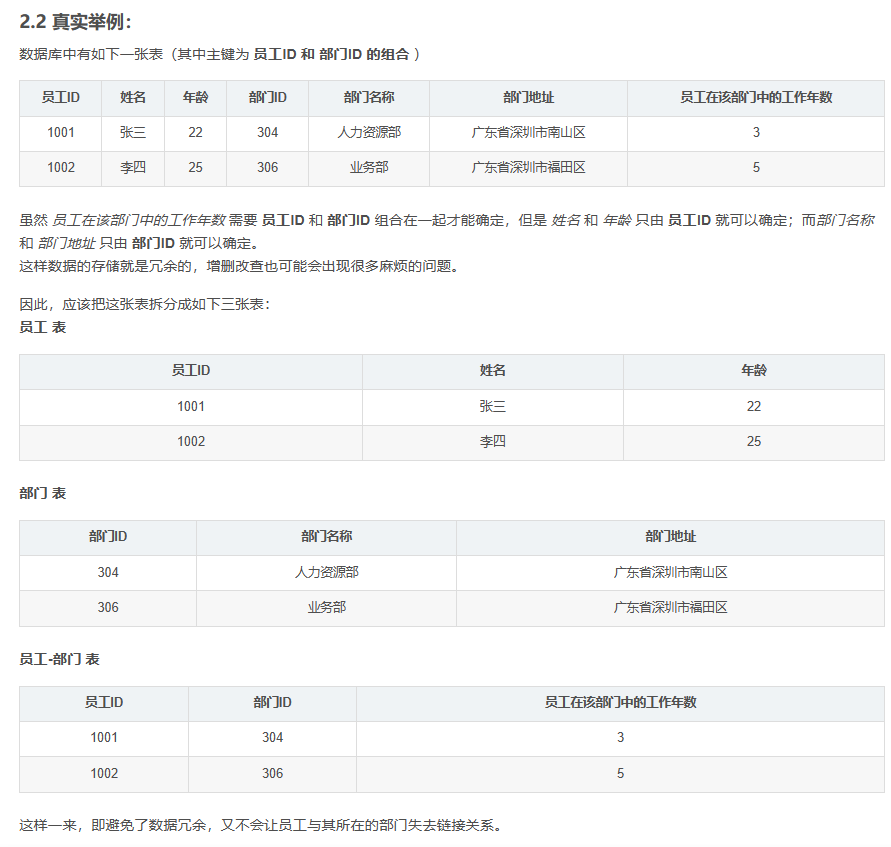 2.2 真实举例：
数据库中有如下一张表（其中主键为 员工ID 和 部门ID 的组合 ）
员工ID 姓名 年龄 部门ID 部门名称 部门地址 员工在该部门中的工作年数
1001 张三 22 304 人力资源部 广东省深圳市南山区 3
1002 李四 25 306 业务部 广东省深圳市福田区 5
虽然 员工在该部门中的工作年数 需要 员工ID 和 部门ID 组合在一起才能确定，但是 姓名 和 年龄 只由 员工ID 就可以确定；而部门名称
和 部门地址 只由 部门ID 就可以确定。
这样数据的存储就是冗余的，增删改查也可能会出现很多麻烦的问题。
因此，应该把这张表拆分成如下三张表：
员工 表
员工ID 姓名 年龄
1001 张三 22
1002 李四 25
部门 表
部门ID 部门名称 部门地址
304 人力资源部 广东省深圳市南山区
306 业务部 广东省深圳市福田区
员工-部门 表
员工ID 部门ID 员工在该部门中的工作年数
1001 304 3
1002 306 5
这样一来，即避免了数据冗余，又不会让员工与其所在的部门失去链接关系。